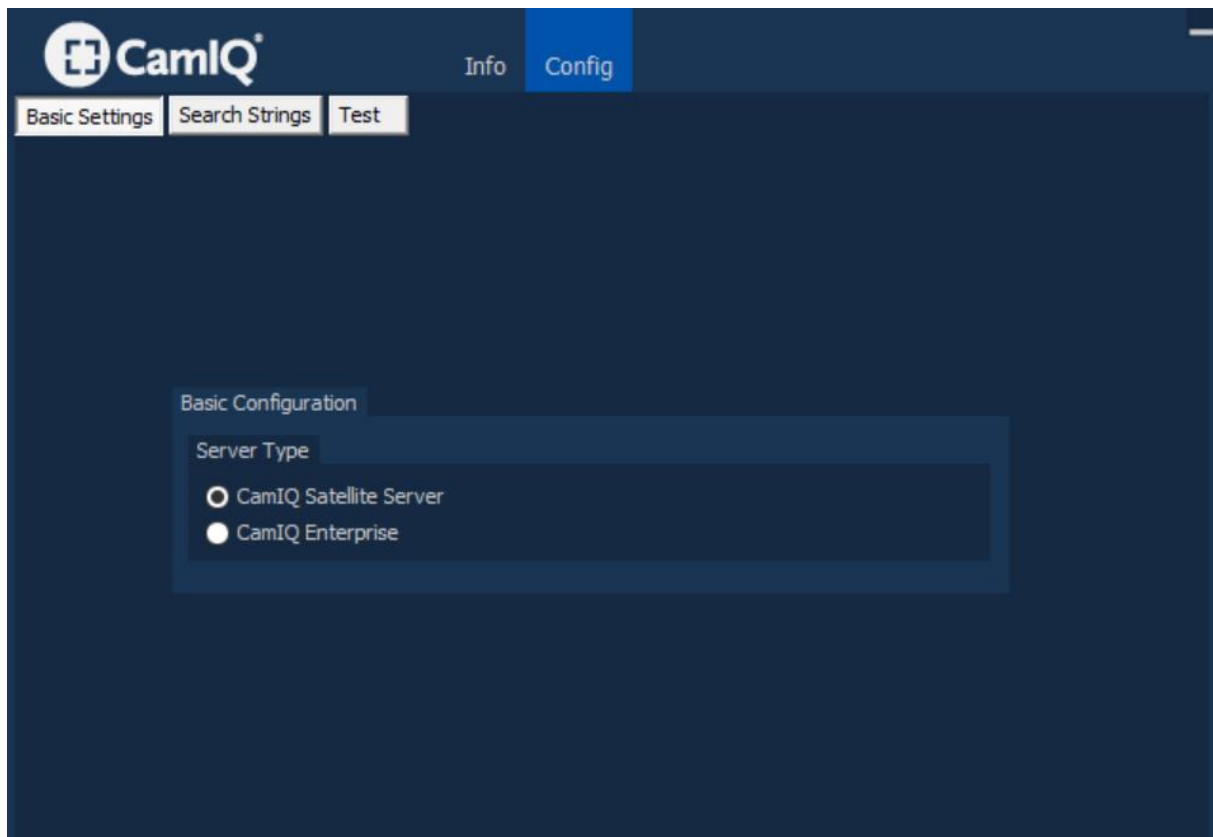 CamIQ®
Info Config
Basic Settings Search Strings Test
Basic Configuration
Server Type
CamIQ Satellite Server
CamIQ Enterprise